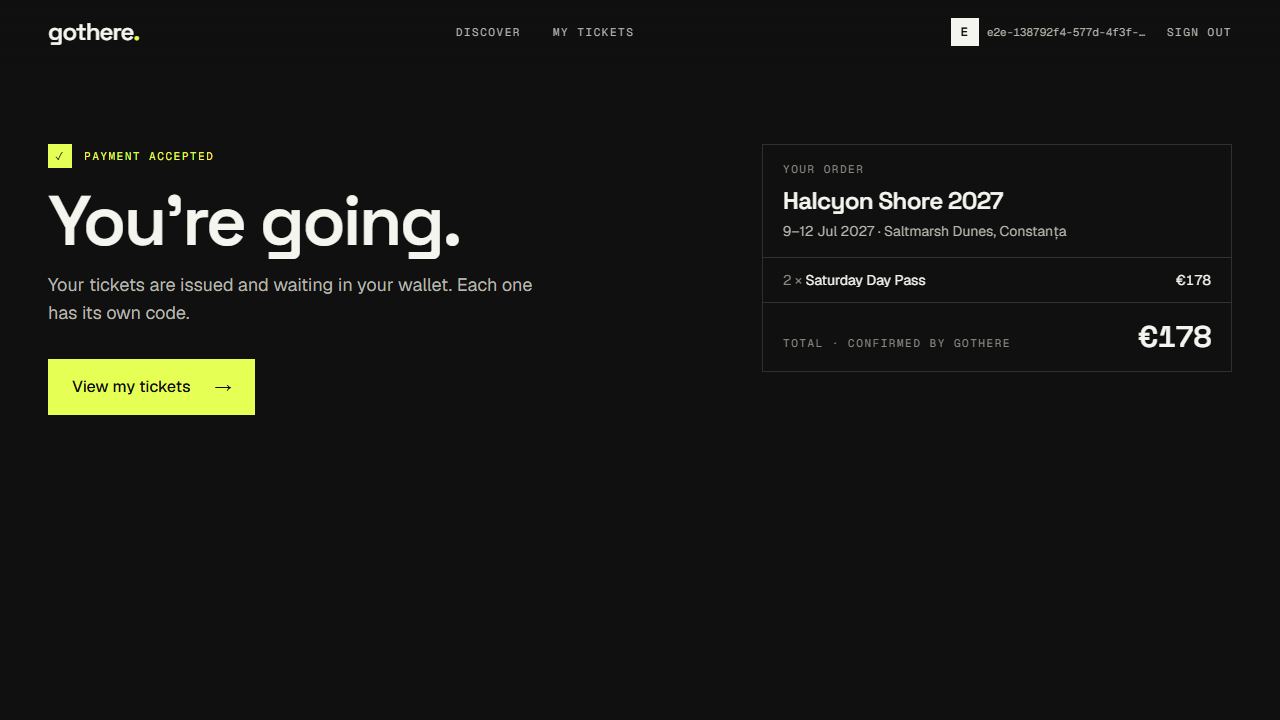 gothere.
DISCOVER
MY TICKETS
E
e2e-138792f4-577d-4f3f-…
SIGN OUT
✓ PAYMENT ACCEPTED
You’re going.
Your tickets are issued and waiting in your wallet. Each one
has its own code.
View my tickets →
YOUR ORDER
Halcyon Shore 2027
9–12 Jul 2027 · Saltmarsh Dunes, Constanța
2 × Saturday Day Pass €178
TOTAL · CONFIRMED BY GOTHERE €178